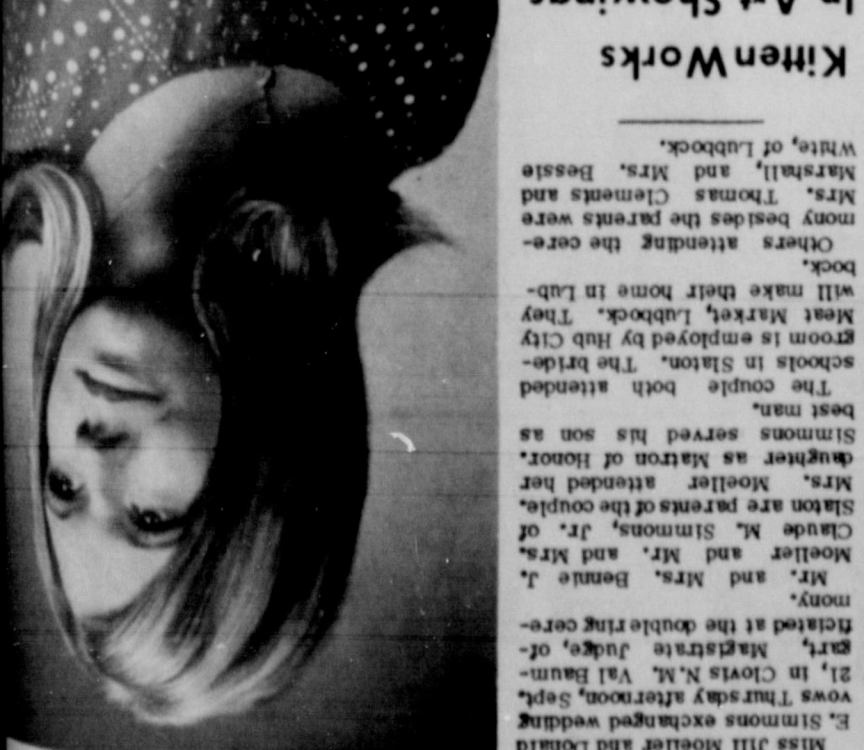 Miss Jill Moeller and Donald
E. Simmons exchanged wedding
vows Thursday afternoon, Sept.
21, in Clovis N.M. Val Baum-
gart, Magistrate Judge, of-
ficiated at the double ring cere-
mony.
Mr. and Mrs. Bennie J.
Moeller and Mr. and Mrs.
Claude M. Simmons, Jr. of
Slaton are parents of the couple.
Mrs. Moeller attended her
daughter as Matron of Honor.
Simmons served his son as
best man.
The couple both attended
schools in Slaton. The bride-
groom is employed by Hub City
Meat Market, Lubbock. They
will make their home in Lub-
bock.
Others attending the cere-
mony besides the parents were
Mrs. Thomas Clements and
Marshall, and Mrs. Bessie
White, of Lubbock.
Kitten Works
In Art Showings